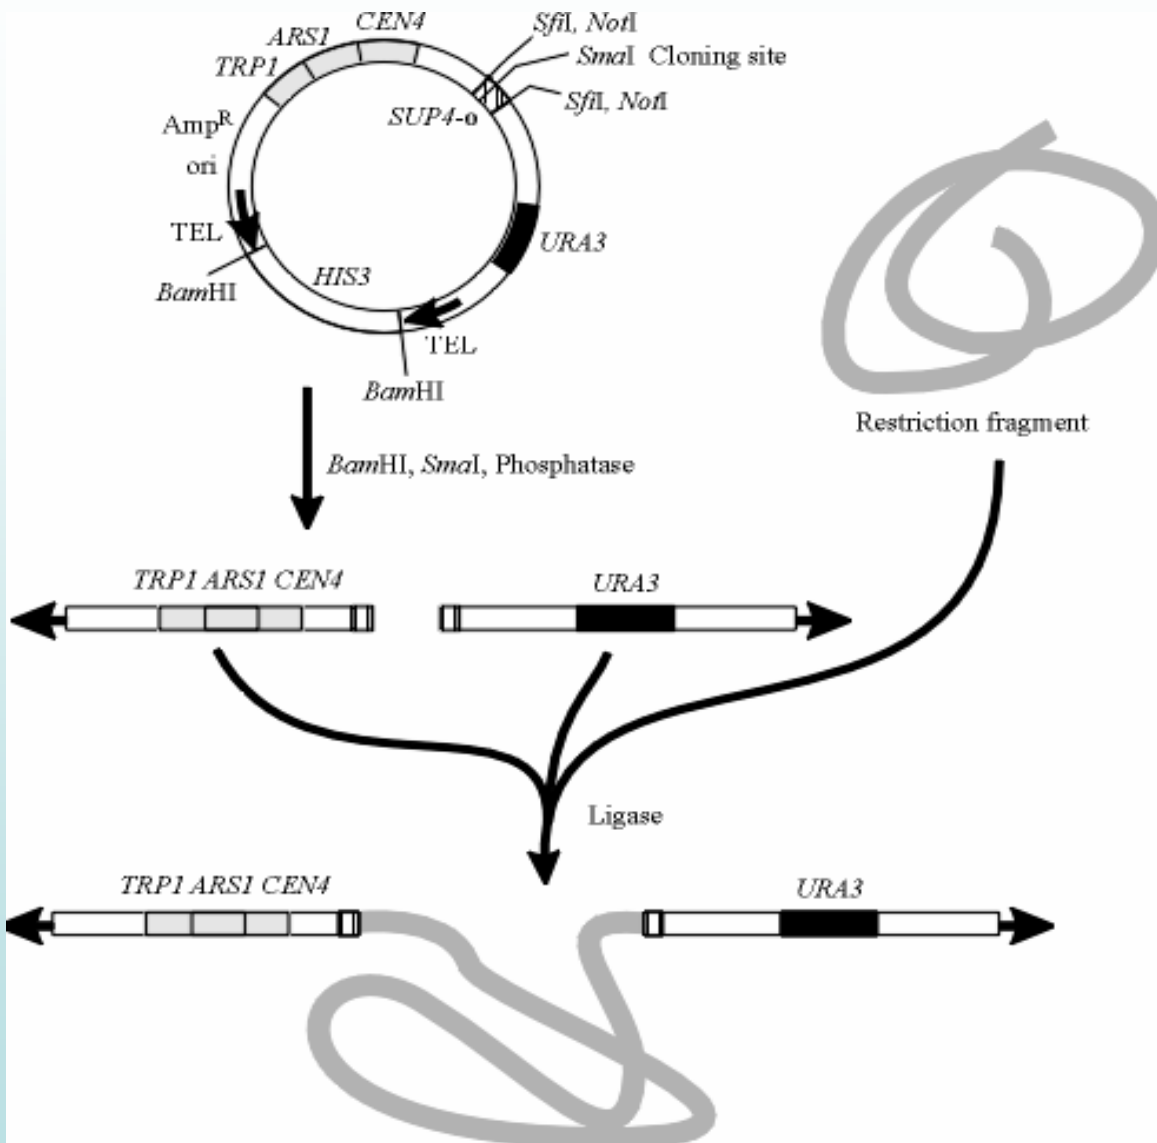 CEN4
ARS1
TRP1
SfiI, NotI
SmaI Cloning site
SfiI, NotI
SUP4-o
AmpR
ori
TEL
BamHI
HIS3
URA3
TEL
BamHI
Restriction fragment
BamHI, SmaI, Phosphatase
TRP1 ARS1 CEN4
URA3
Ligase
TRP1 ARS1 CEN4
URA3